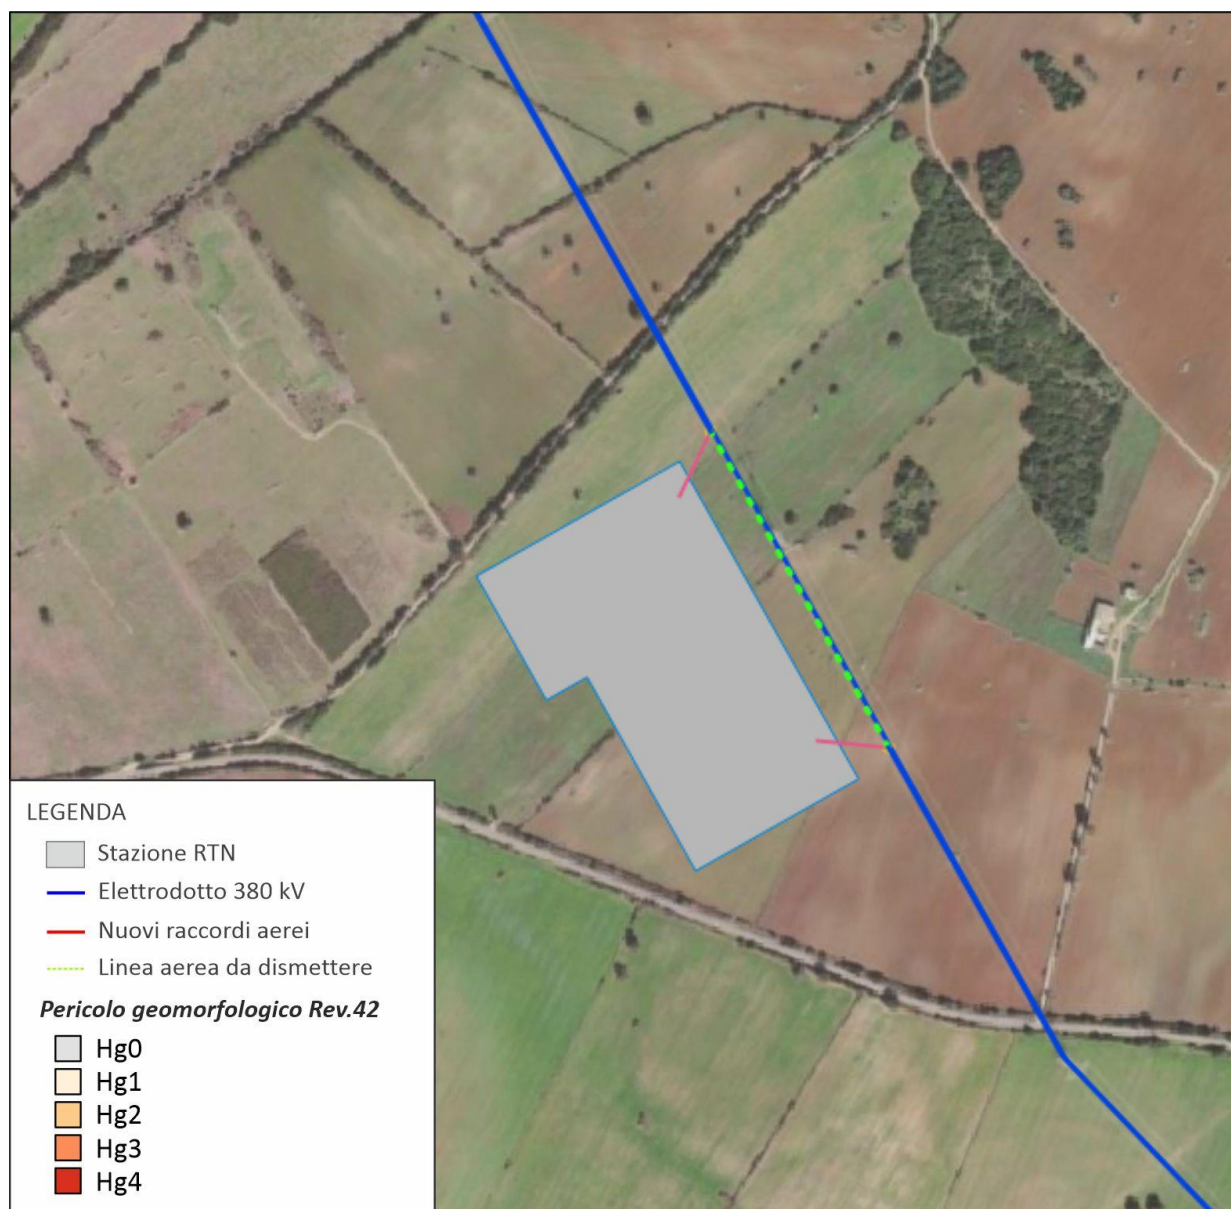 LEGENDA
Stazione RTN
Elettrodotto 380 kV
Nuovi raccordi aerei
Linea aerea da dismettere
Pericolo geomorfologico Rev.42
Hg0
Hg1
Hg2
Hg3
Hg4